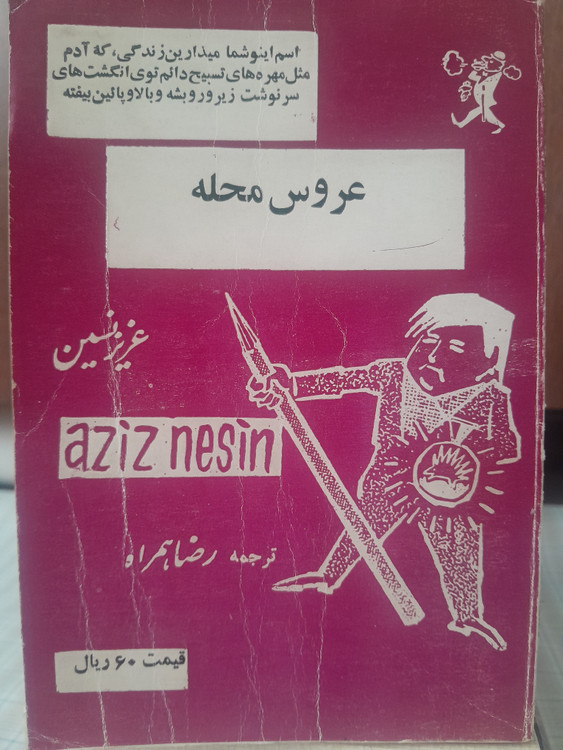 اسم اینو شما میذارین زندگی، که آدم
مثل مهره های تسبیح دائم توی انگشت های
سرنوشت زیر و رو بشه و بالا و پائین بیفته
عروس محله
عزیز نسین
aziz nesin
ترجمه رضا همراه
قیمت ۶۰ ریال